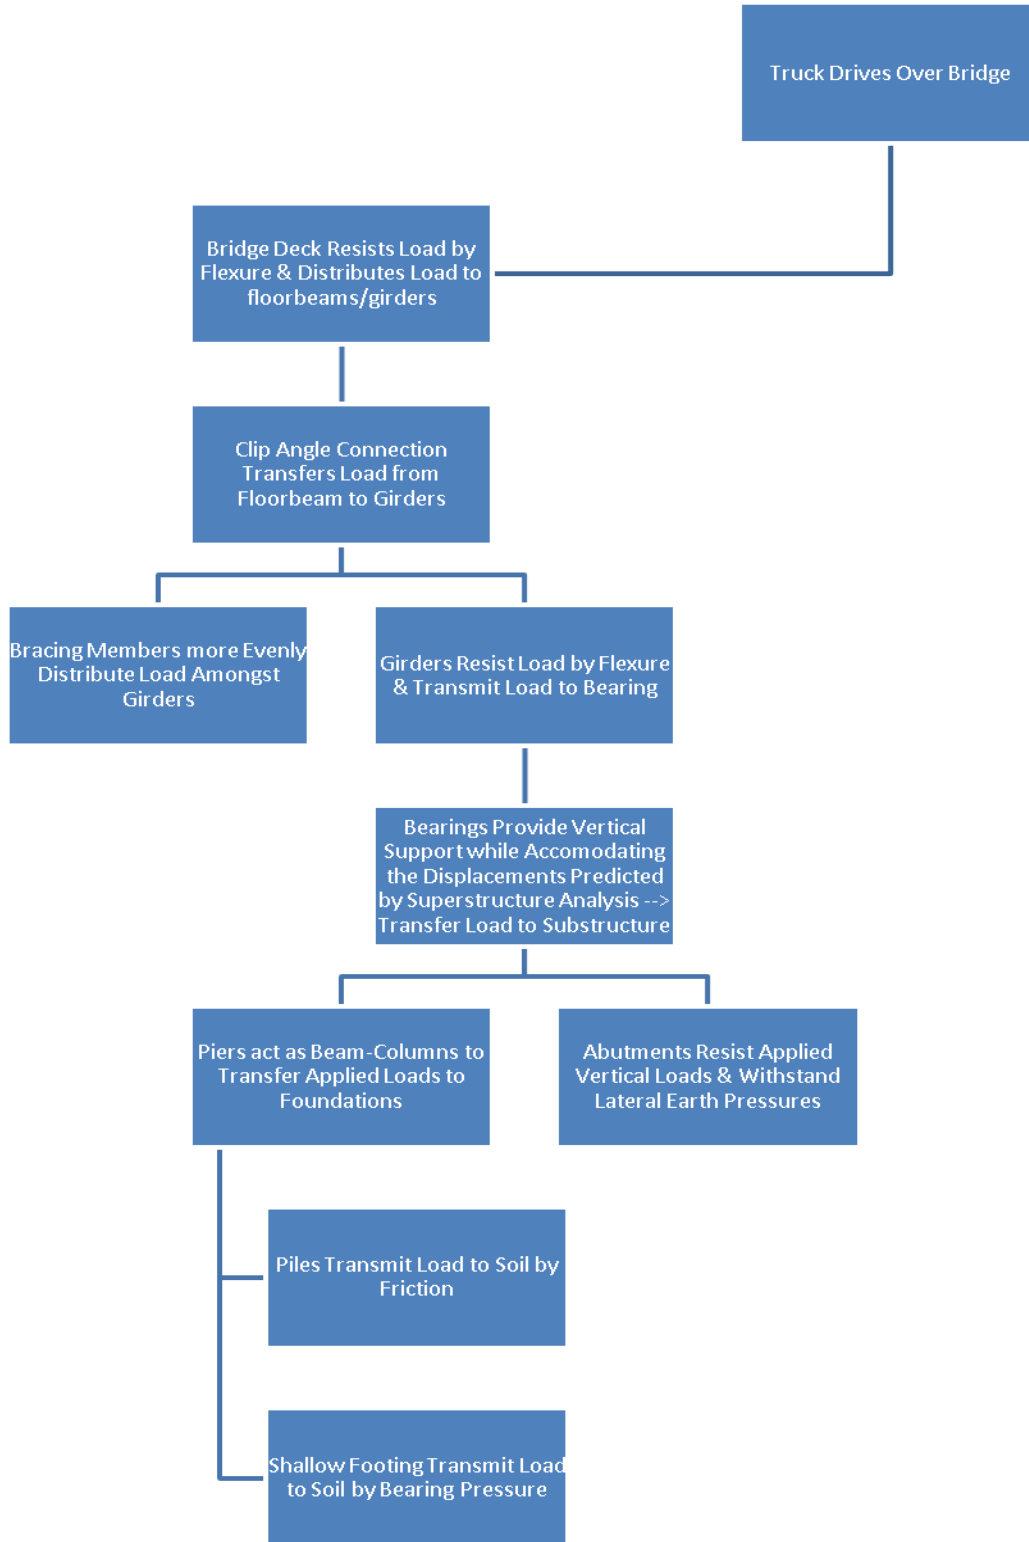 Truck Drives Over Bridge
Bridge Deck Resists Load by
Flexure & Distributes Load to
floorbeams/girders
Clip Angle Connection
Transfers Load from
Floorbeam to Girders
Bracing Members more Evenly
Distribute Load Amongst
Girders
Girders Resist Load by Flexure
& Transmit Load to Bearing
Bearings Provide Vertical
Support while Accomodating
the Displacements Predicted
by Superstructure Analysis -->
Transfer Load to Substructure
Piers act as Beam-Columns to
Transfer Applied Loads to
Foundations
Abutments Resist Applied
Vertical Loads & Withstand
Lateral Earth Pressures
Piles Transmit Load to Soil by
Friction
Shallow Footing Transmit Load
to Soil by Bearing Pressure